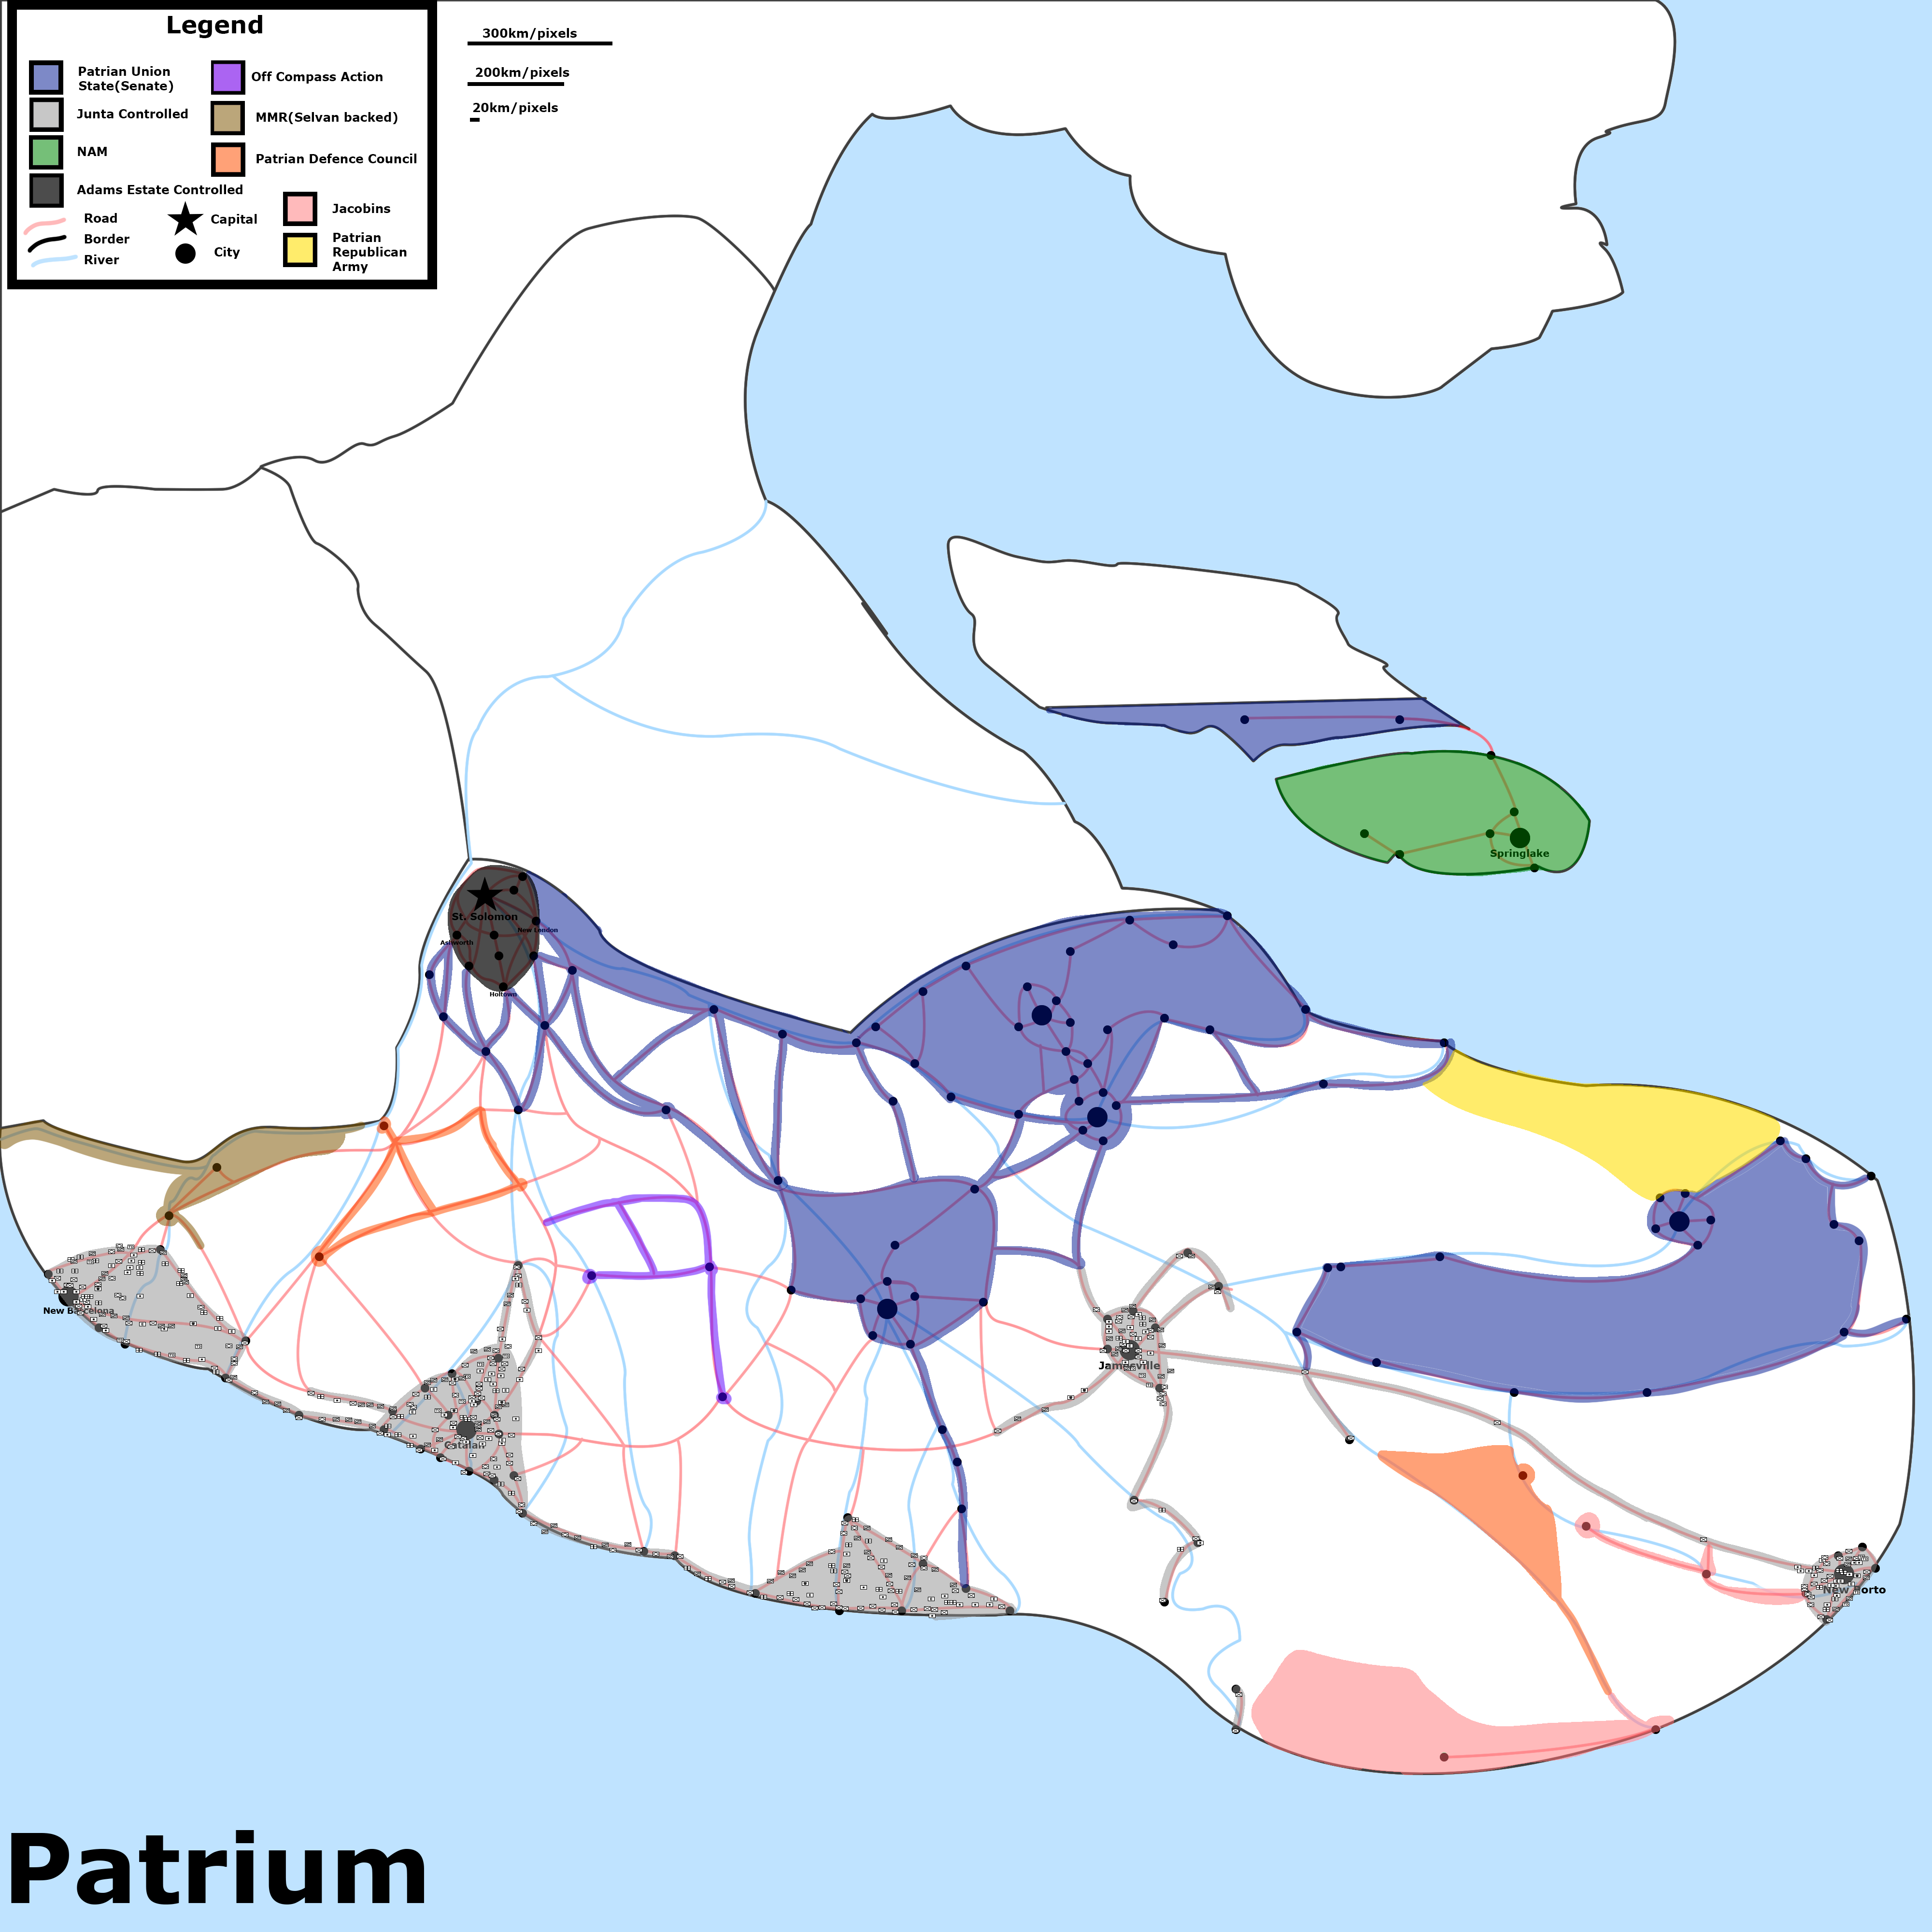 Legend
Patrian Union
State(Senate)
Junta Controlled
NAM
Adams Estate Controlled
Road
Border
River
Capital
City
Off Compass Action
MMR(Selvan backed)
Patrian Defence Council
Jacobins
Patrian
Republican
Army
300km/pixels
200km/pixels
20km/pixels
Springlake
St. Solomon
New London
Ashworth
Holtown
New Barcelona
Jamesville
Catalan
New Porto
Patrium